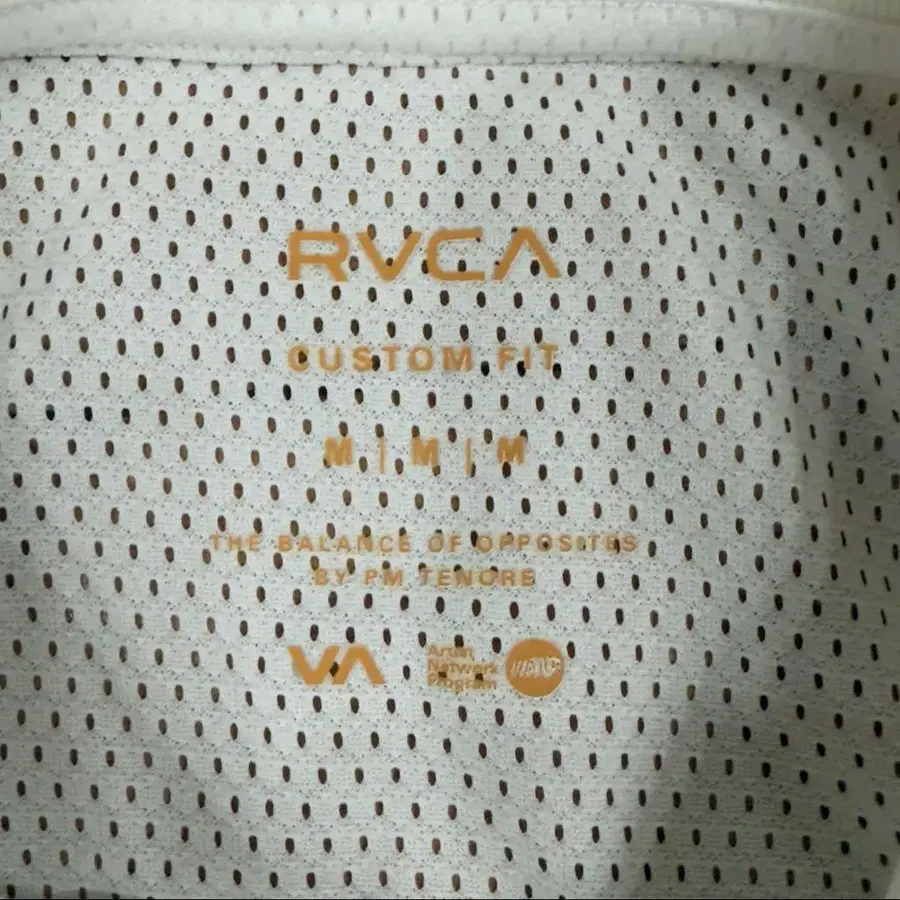 RVCA
CUSTOM FIT
M | M | M
THE BALANCE OF OPPOSITES
BY PM TENORE
VA
Artist
Network
Program